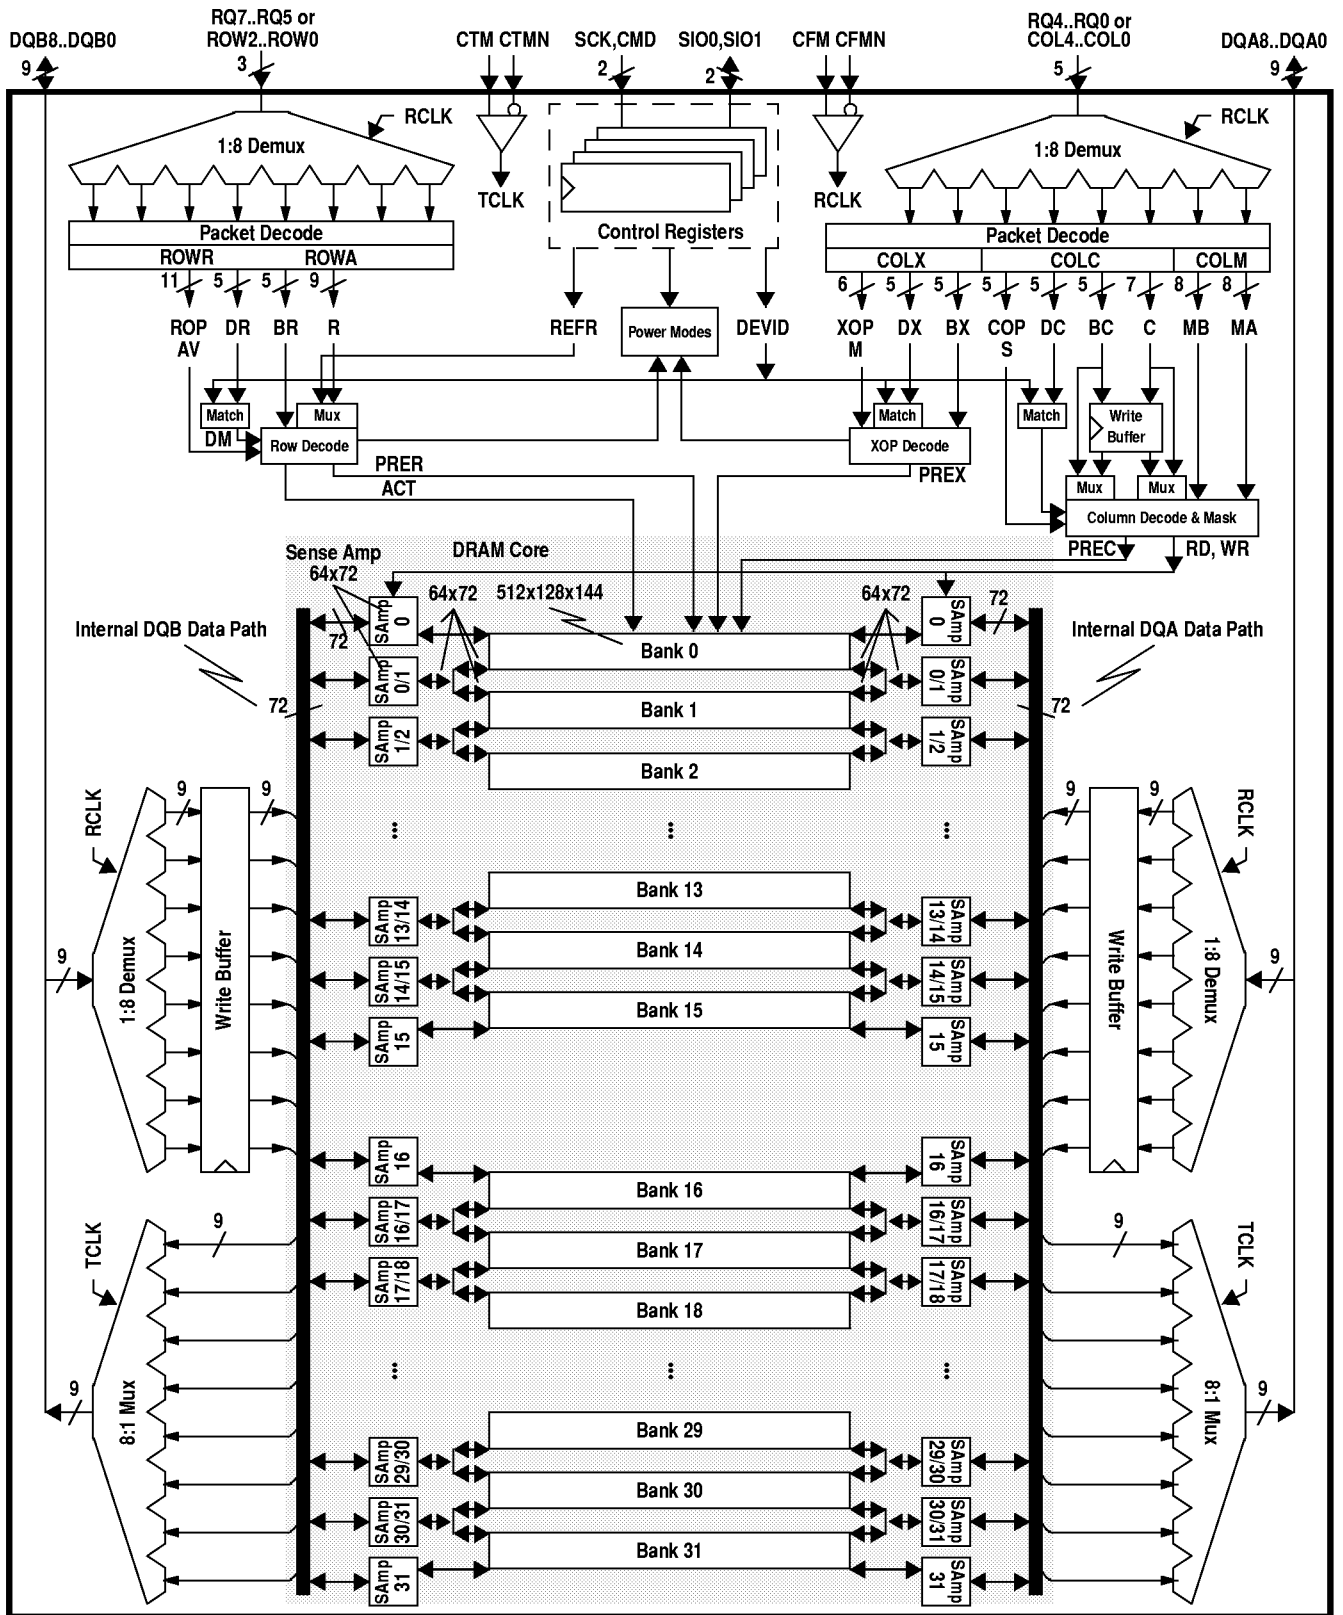 DQB8..DQB0
RQ7..RQ5 or
ROW2..ROW0
CTM CTMN
SCK,CMD
SIO0,SIO1
CFM CFMN
RQ4..RQ0 or
COL4..COL0
DQA8..DQA0
9
3
2
2
5
9
RCLK
1:8 Demux
TCLK
Control Registers
RCLK
RCLK
1:8 Demux
Packet Decode
ROWR
ROWA
Packet Decode
COLX
COLC
COLM
11
5
5
9
6
5
5
5
5
5
7
8
8
ROP
AV
DR
BR
R
REFR
Power Modes
DEVID
XOP
M
DX
BX
COP
S
DC
BC
C
MB
MA
Match
DM
Mux
Row Decode
Match
XOP Decode
Match
Write
Buffer
Mux
Mux
Column Decode & Mask
PRER
ACT
PREX
PREC
RD, WR
Sense Amp
64x72
DRAM Core
64x72
512x128x144
64x72
72
72
Internal DQB Data Path
Internal DQA Data Path
72
72
SAmp
0
Bank 0
SAmp
0
SAmp
0/1
Bank 1
SAmp
0/1
SAmp
1/2
Bank 2
SAmp
1/2
...
...
...
Bank 13
SAmp
13/14
Bank 14
SAmp
13/14
SAmp
14/15
Bank 15
SAmp
14/15
SAmp
15
SAmp
15
RCLK
9
9
9
1:8 Demux
Write Buffer
9
9
RCLK
9
Write Buffer
1:8 Demux
SAmp
16
Bank 16
SAmp
16
SAmp
16/17
Bank 17
SAmp
16/17
SAmp
17/18
Bank 18
SAmp
17/18
...
...
...
Bank 29
SAmp
29/30
Bank 30
SAmp
29/30
SAmp
30/31
Bank 31
SAmp
30/31
SAmp
31
SAmp
31
TCLK
9
9
8:1 Mux
9
TCLK
9
8:1 Mux